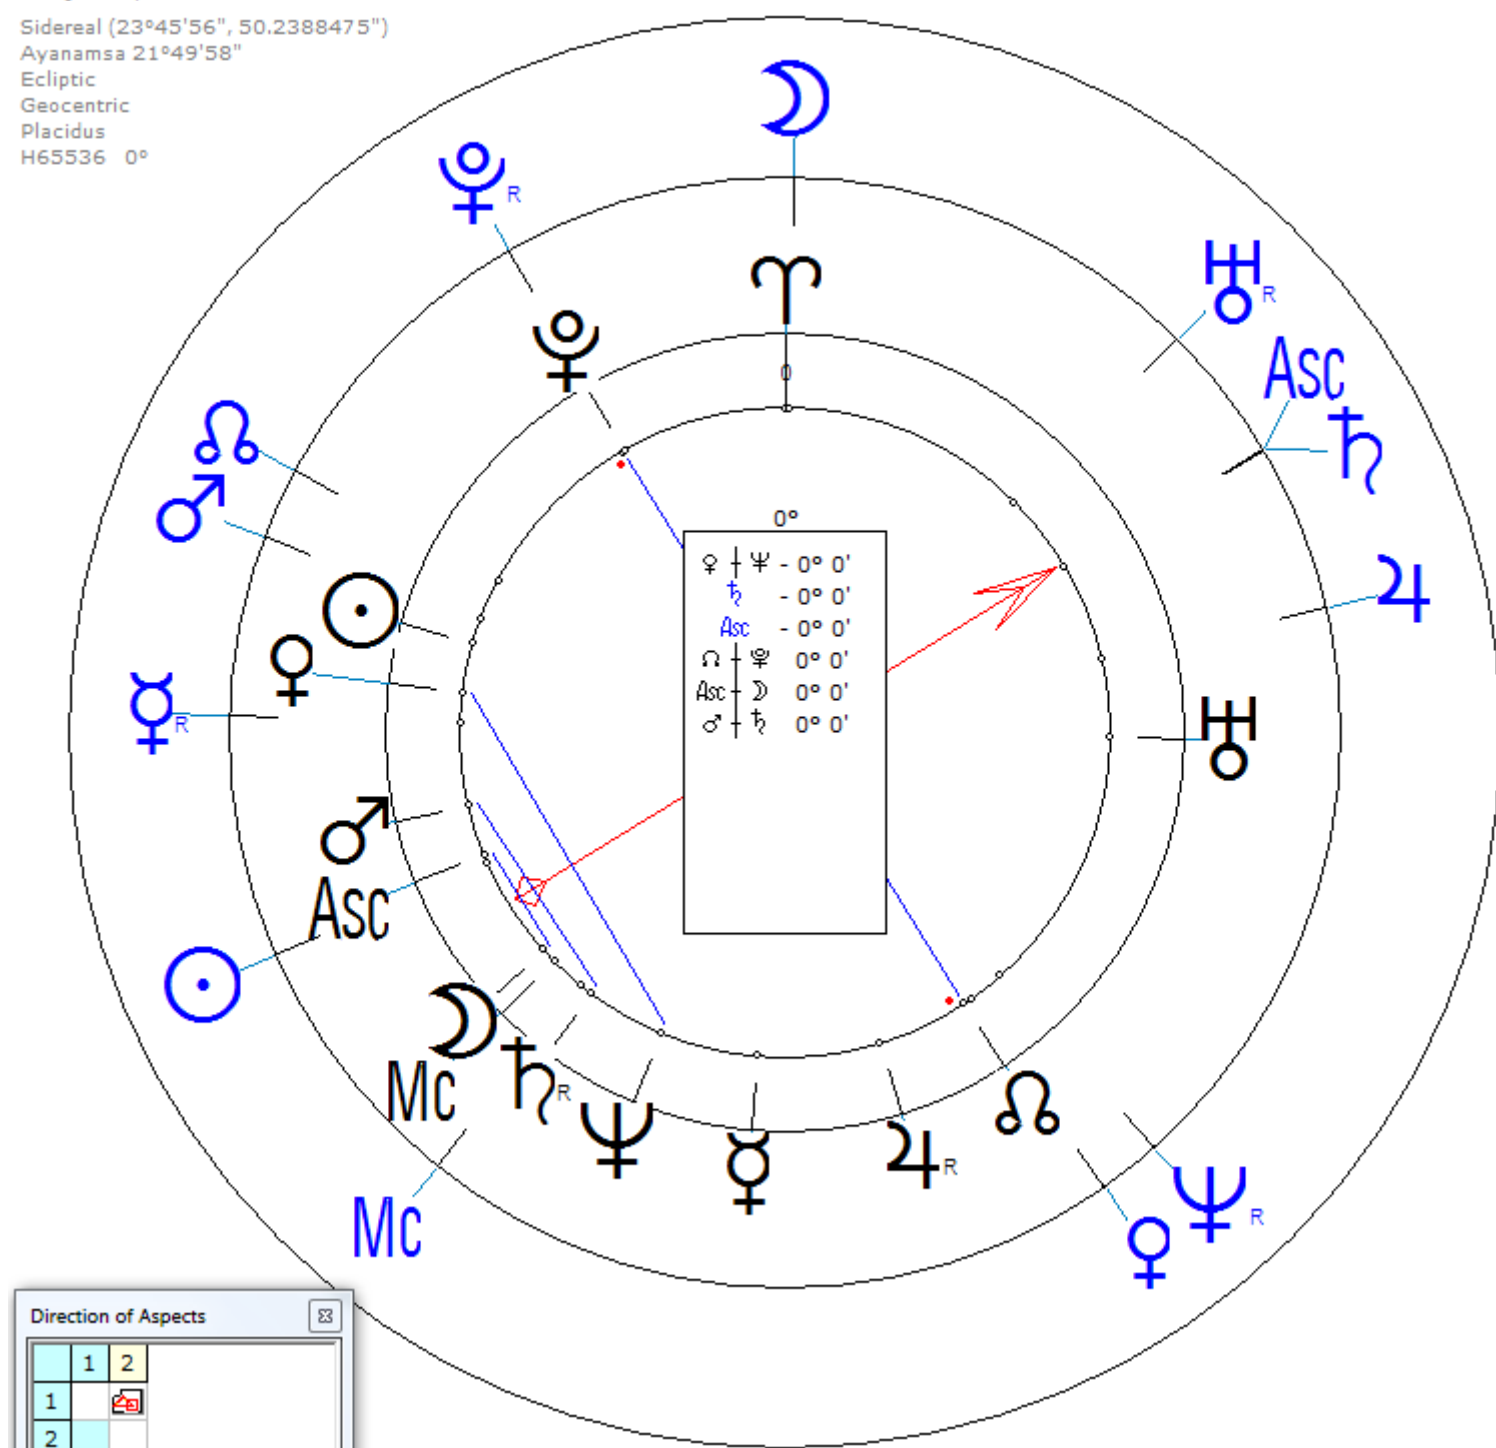 Sidereal (23°45'56", 50.2388475")
Ayanamsa 21°49'58"
Ecliptic
Geocentric
Placidus
H65536 0°
☽
♇ R
♅ R
♈
Asc
♇
0
♄
☊
♂
0°
♀ ┼ ♆ - 0° 0'
♄ - 0° 0'
♃
Asc - 0° 0'
☉
☊ ┼ ♇ 0° 0'
♀
Asc ┼ ☽ 0° 0'
☿ R
♂ ┼ ♄ 0° 0'
♅
♂
Asc
☉
☽
Mc
♄ R
♆
☿
♃ R
☊
Mc
♆ R
♀
Direction of Aspects
1 2
1
2